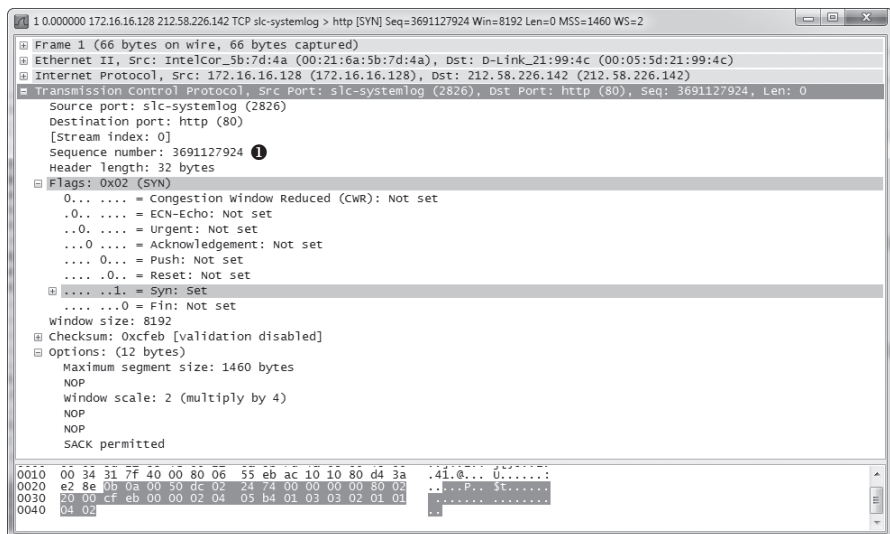 1 0.000000 172.16.16.128 212.58.226.142 TCP slc-systemlog > http [SYN] Seq=3691127924 Win=8192 Len=0 MSS=1460 WS=2
Frame 1 (66 bytes on wire, 66 bytes captured)
Ethernet II, Src: IntelCor_5b:7d:4a (00:21:6a:5b:7d:4a), Dst: D-Link_21:99:4c (00:05:5d:21:99:4c)
Internet Protocol, Src: 172.16.16.128 (172.16.16.128), Dst: 212.58.226.142 (212.58.226.142)
Transmission Control Protocol, Src Port: slc-systemlog (2826), Dst Port: http (80), Seq: 3691127924, Len: 0
Source port: slc-systemlog (2826)
Destination port: http (80)
[Stream index: 0]
Sequence number: 3691127924 ❶
Header length: 32 bytes
Flags: 0x02 (SYN)
0... .... = Congestion Window Reduced (CWR): Not set
.0.. .... = ECN-Echo: Not set
..0. .... = Urgent: Not set
...0 .... = Acknowledgement: Not set
.... 0... = Push: Not set
.... .0.. = Reset: Not set
.... ..1. = Syn: Set
.... ...0 = Fin: Not set
Window size: 8192
Checksum: 0xcfeb [validation disabled]
Options: (12 bytes)
Maximum segment size: 1460 bytes
NOP
Window scale: 2 (multiply by 4)
NOP
NOP
SACK permitted
0010 00 34 31 7f 40 00 80 06 55 eb ac 10 10 80 d4 3a .41.@... U......:
0020 e2 8e 0b 0a 00 50 dc 02 24 74 00 00 00 00 80 02 .....P.. $t......
0030 20 00 cf eb 00 00 02 04 05 b4 01 03 03 02 01 01 ........ ........
0040 04 02 ..